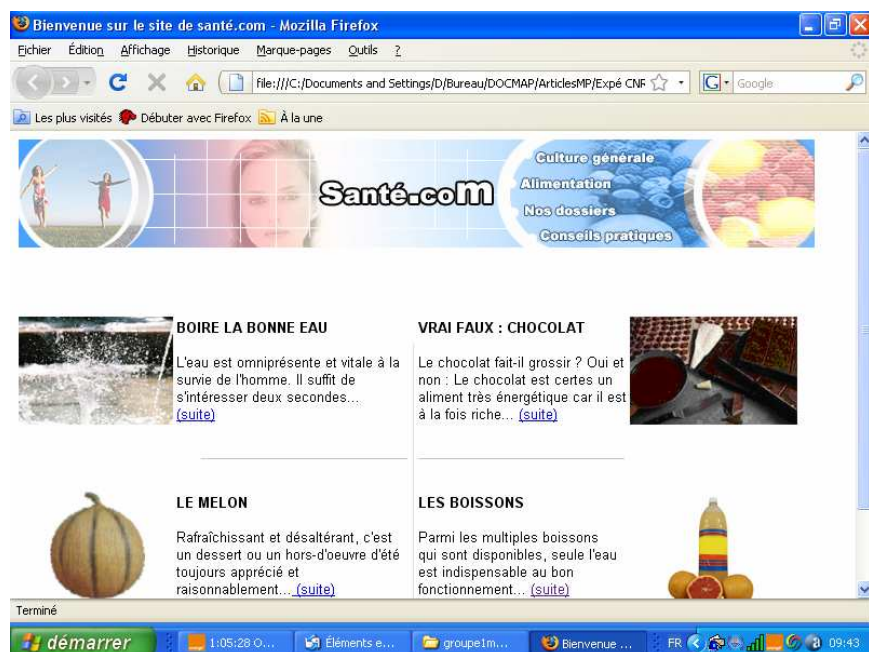 Bienvenue sur le site de santé.com - Mozilla Firefox
Fichier Édition Affichage Historique Marque-pages Outils ?
file:///C:/Documents and Settings/D/Bureau/DOCMAP/ArticlesMP/Expé CNR
G Google
Les plus visités Débuter avec Firefox À la une
Santé.com
Culture générale
Alimentation
Nos dossiers
Conseils pratiques
BOIRE LA BONNE EAU
L'eau est omniprésente et vitale à la
survie de l'homme. Il suffit de
s'intéresser deux secondes...
(suite)
VRAI FAUX : CHOCOLAT
Le chocolat fait-il grossir ? Oui et
non : Le chocolat est certes un
aliment très énergétique car il est
à la fois riche... (suite)
LE MELON
Rafraîchissant et désaltérant, c'est
un dessert ou un hors-d'oeuvre d'été
toujours apprécié et
raisonnablement... (suite)
LES BOISSONS
Parmi les multiples boissons
qui sont disponibles, seule l'eau
est indispensable au bon
fonctionnement... (suite)
Terminé
démarrer 1:05:28 O... Éléments e... groupe1m... Bienvenue ... FR 09:43